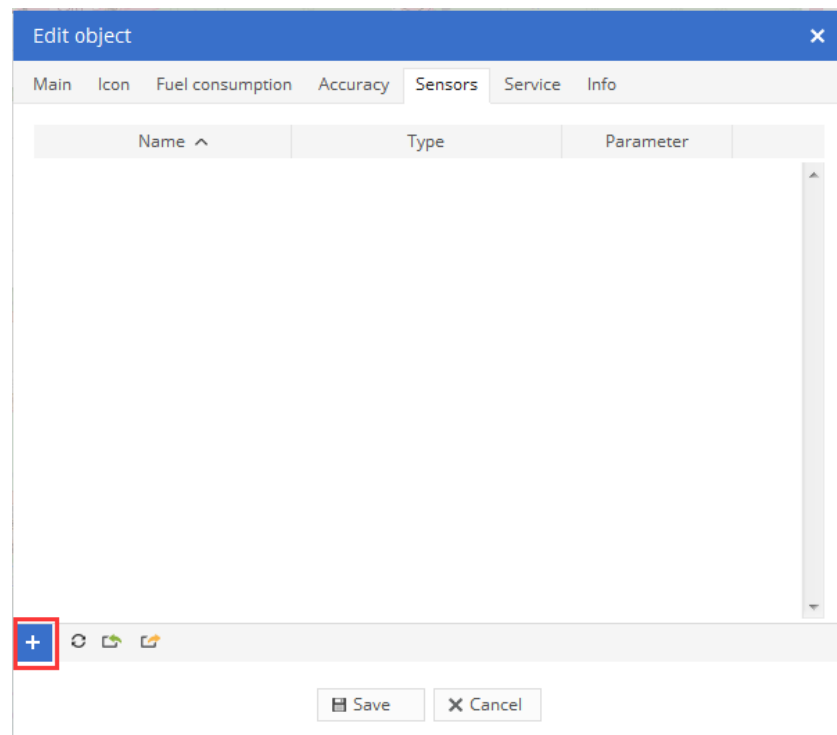 Edit object
Main Icon Fuel consumption Accuracy Sensors Service Info
Name Type Parameter
Save Cancel